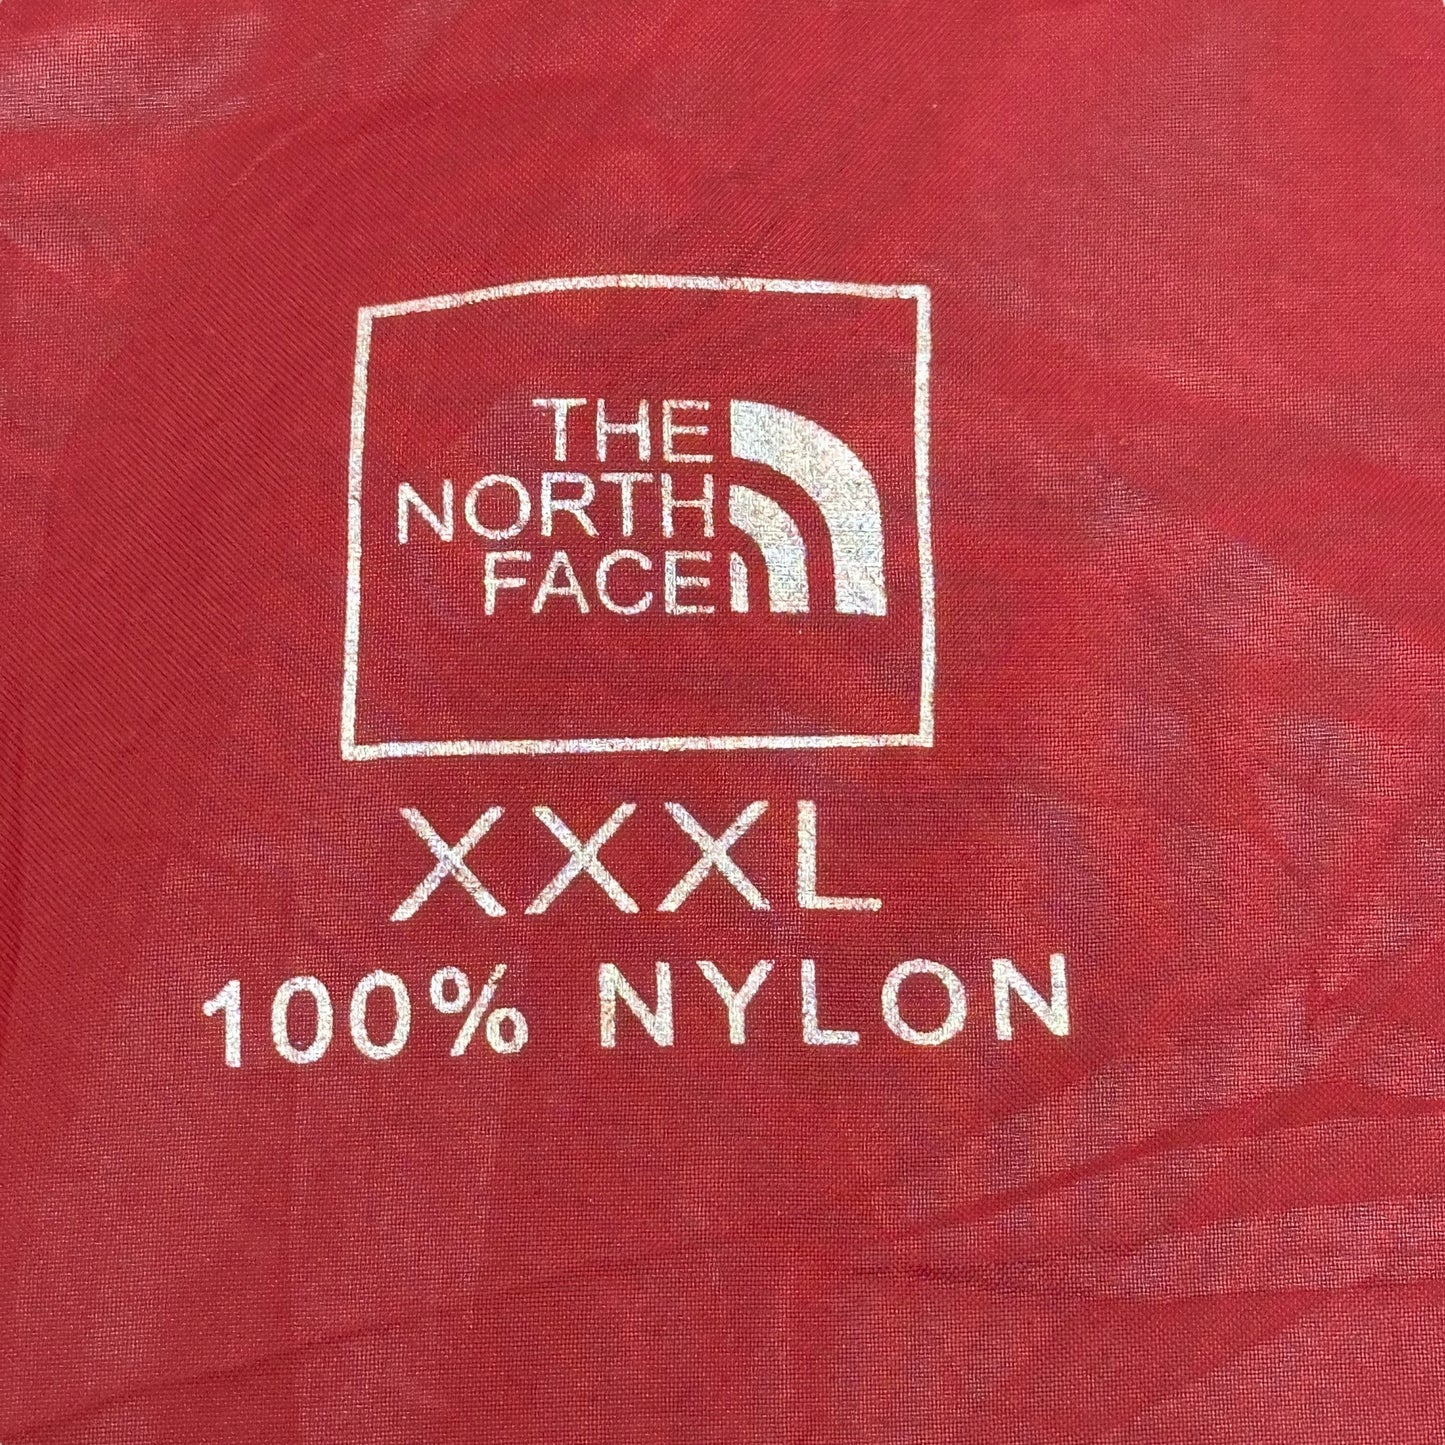 THE
NORTH
FACE
XXXL
100% NYLON